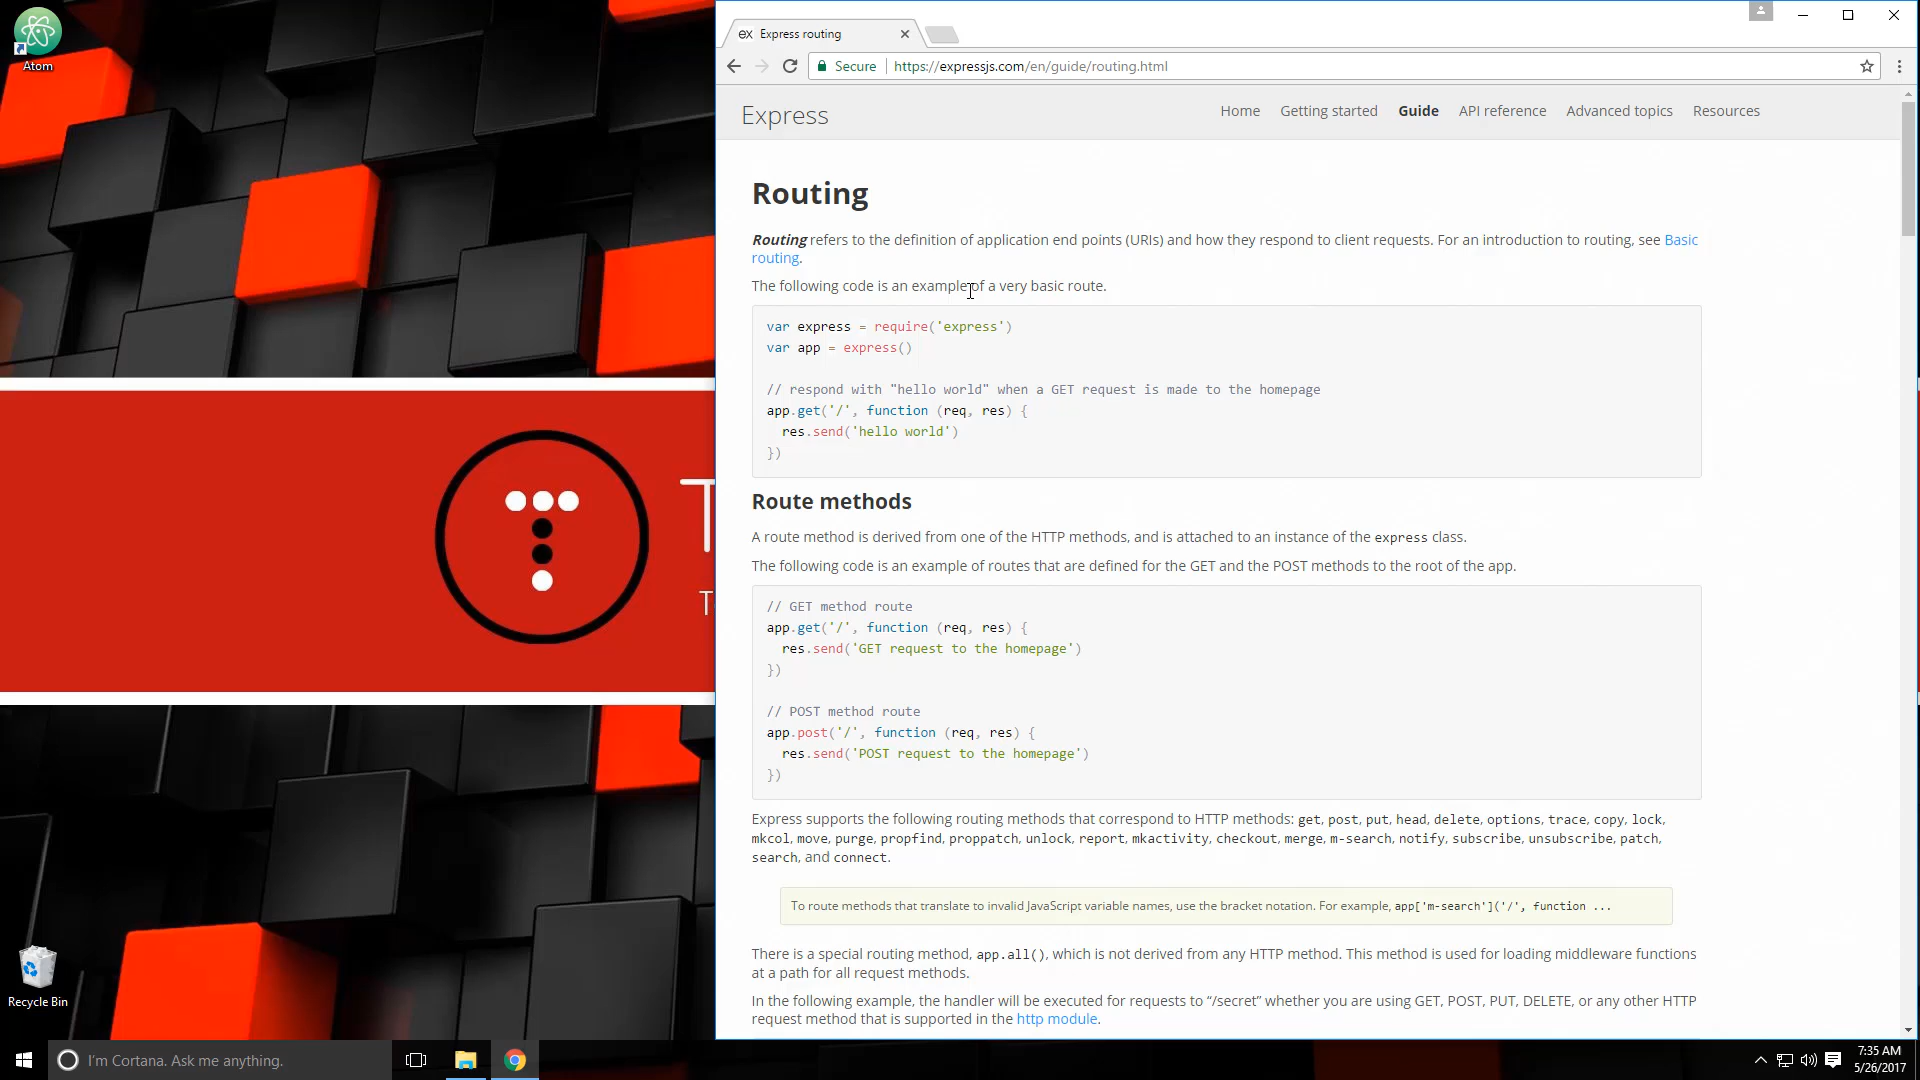 Atom
T
T
Recycle Bin
ex Express routing
Secure
https://expressjs.com/en/guide/routing.html
Express
Home Getting started Guide API reference Advanced topics Resources
Routing
Routing refers to the definition of application end points (URIs) and how they respond to client requests. For an introduction to routing, see Basic
routing.
The following code is an example of a very basic route.
var express = require('express')
var app = express()
// respond with "hello world" when a GET request is made to the homepage
app.get('/', function (req, res) {
  res.send('hello world')
})
Route methods
A route method is derived from one of the HTTP methods, and is attached to an instance of the express class.
The following code is an example of routes that are defined for the GET and the POST methods to the root of the app.
// GET method route
app.get('/', function (req, res) {
  res.send('GET request to the homepage')
})
// POST method route
app.post('/', function (req, res) {
  res.send('POST request to the homepage')
})
Express supports the following routing methods that correspond to HTTP methods: get, post, put, head, delete, options, trace, copy, lock,
mkcol, move, purge, propfind, proppatch, unlock, report, mkactivity, checkout, merge, m-search, notify, subscribe, unsubscribe, patch,
search, and connect.
To route methods that translate to invalid JavaScript variable names, use the bracket notation. For example, app['m-search']('/', function ...
There is a special routing method, app.all(), which is not derived from any HTTP method. This method is used for loading middleware functions
at a path for all request methods.
In the following example, the handler will be executed for requests to “/secret” whether you are using GET, POST, PUT, DELETE, or any other HTTP
request method that is supported in the http module.
I'm Cortana. Ask me anything.
7:35 AM
5/26/2017